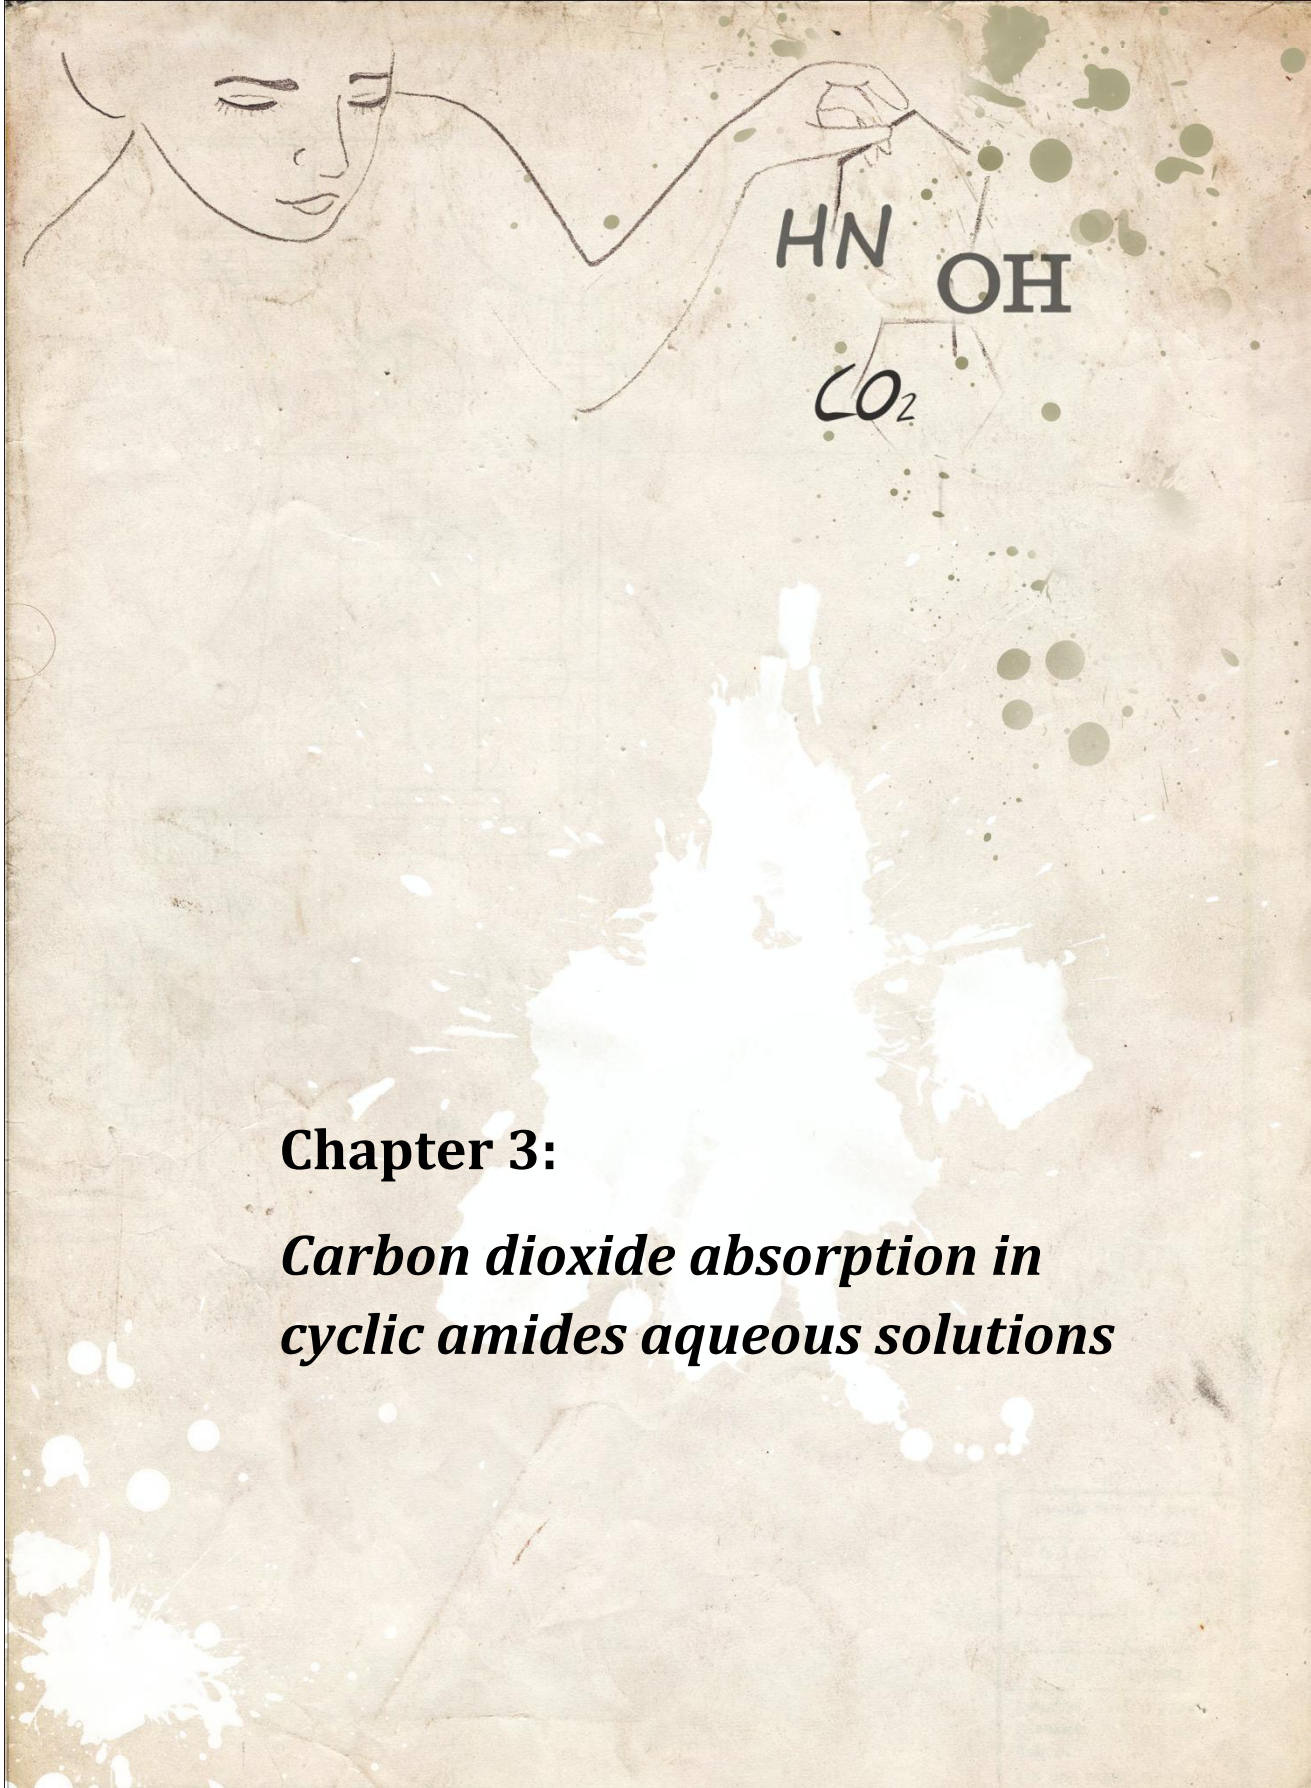 HN
OH
CO₂
Chapter 3:
Carbon dioxide absorption in
cyclic amides aqueous solutions